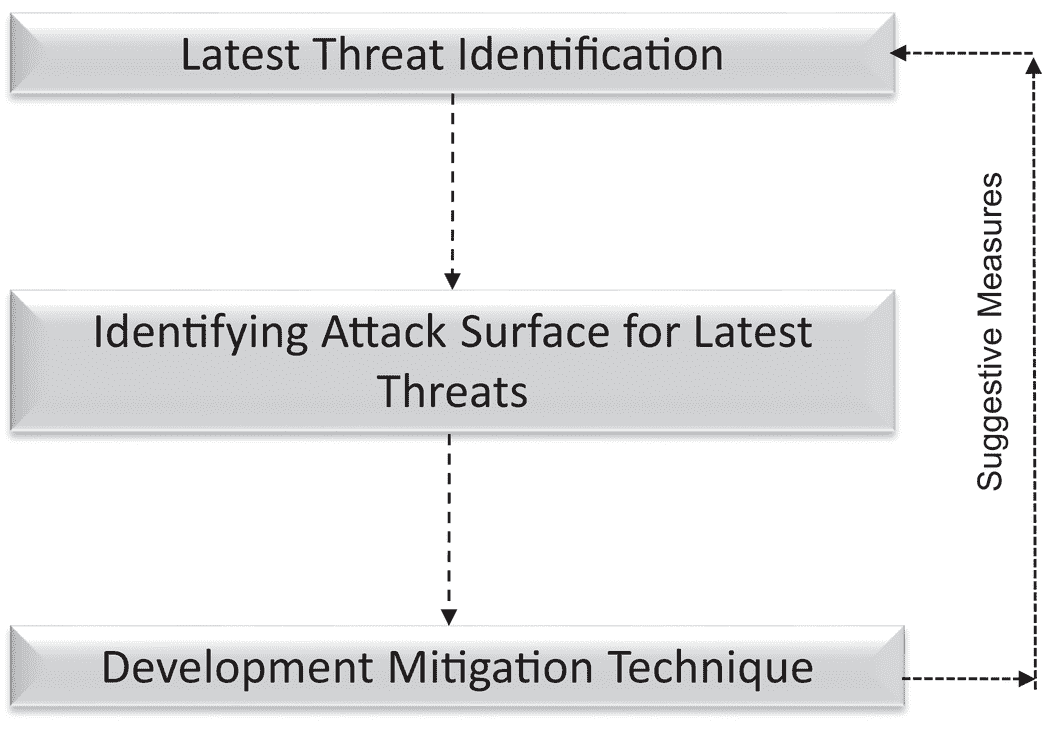 Latest Threat Identification
Identifying Attack Surface for Latest
Threats
Suggestive Measures
Development Mitigation Technique